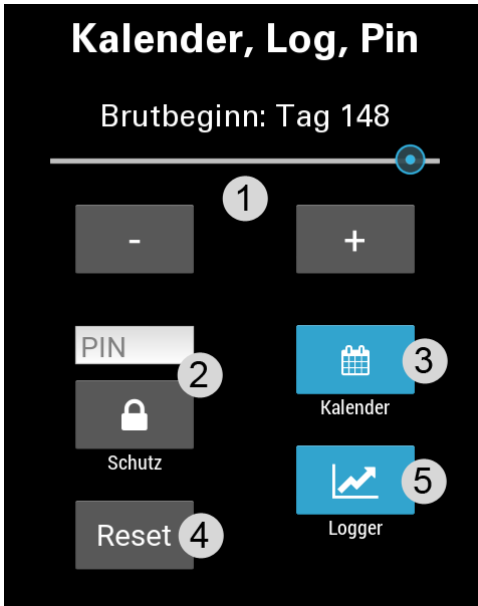 Kalender, Log, Pin
Brutbeginn: Tag 148
1
- +
PIN
2
3
Schutz
Kalender
5
Logger
Reset 4